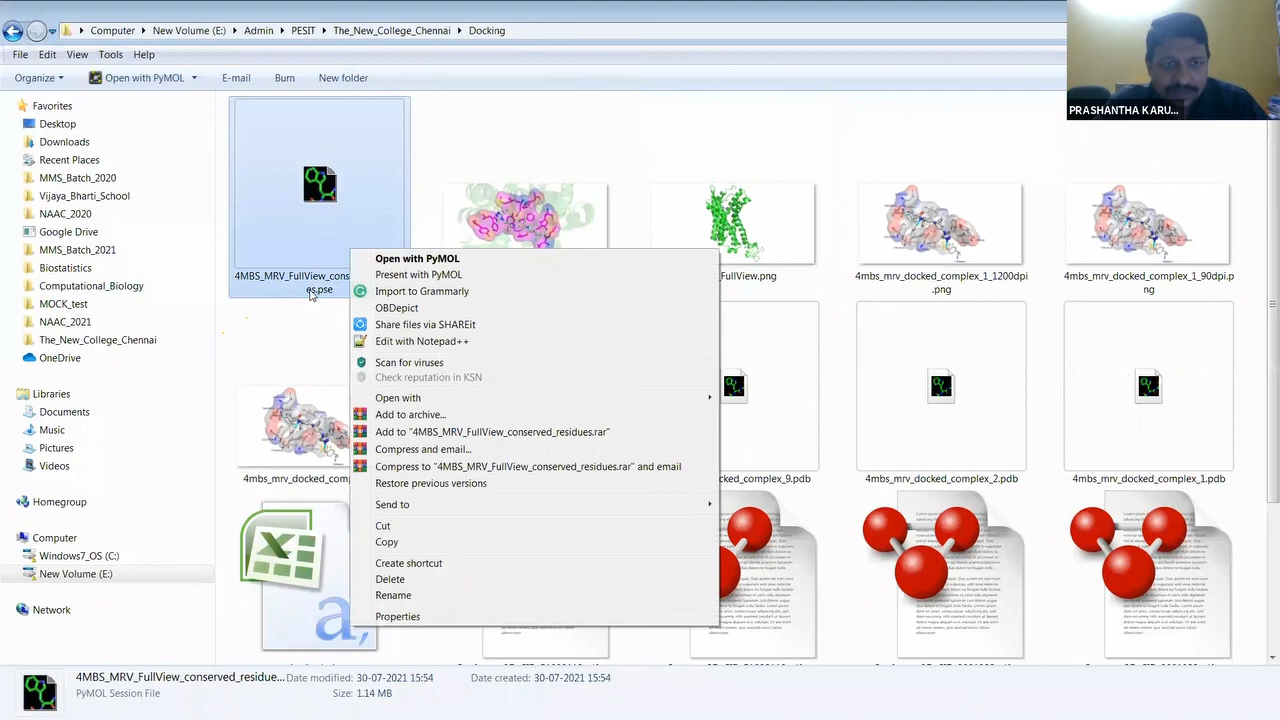 Computer New Volume (E:) Admin PESIT The_New_College_Chennai Docking
File Edit View Tools Help
Organize Open with PyMOL E-mail Burn New folder
PRASHANTHA KARU...
Favorites
Desktop
Downloads
Recent Places
MMS_Batch_2020
Vijaya_Bharti_School
NAAC_2020
Google Drive
MMS_Batch_2021
Biostatistics
Computational_Biology
MOCK_test
NAAC_2021
The_New_College_Chennai
OneDrive
Libraries
Documents
Music
Pictures
Videos
Homegroup
Computer
Windows7_OS (C:)
New Volume (E:)
Network
4MBS_MRV_FullView_cons
es.pse
FullView.png
4mbs_mrv_docked_complex_1_1200dpi
.png
4mbs_mrv_docked_complex_1_90dpi.p
ng
Open with PyMOL
Present with PyMOL
Import to Grammarly
OBDepict
Share files via SHAREit
Edit with Notepad++
Scan for viruses
Check reputation in KSN
Open with
Add to archive...
Add to "4MBS_MRV_FullView_conserved_residues.rar"
Compress and email...
Compress to "4MBS_MRV_FullView_conserved_residues.rar" and email
Restore previous versions
Send to
Cut
Copy
Create shortcut
Delete
Rename
Properties
4mbs_mrv_docked_com
cked_complex_9.pdb
4mbs_mrv_docked_complex_2.pdb
4mbs_mrv_docked_complex_1.pdb
4MBS_MRV_FullView_conserved_residue... Date modified: 30-07-2021 15:54 Date created: 30-07-2021 15:54
PyMOL Session File Size: 1.14 MB